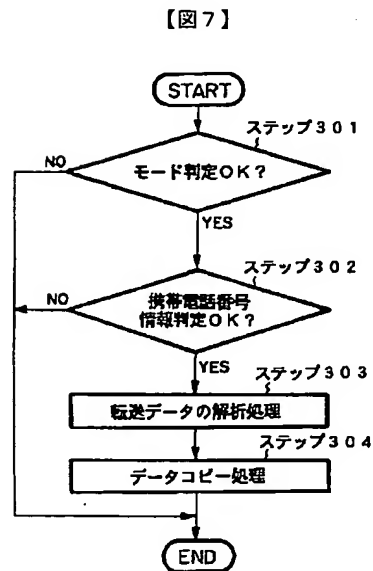 【図７】
START
ステップ３０１
NO
モード判定ＯＫ？
YES
ステップ３０２
NO
携帯電話番号
情報判定ＯＫ？
YES
ステップ３０３
転送データの解析処理
ステップ３０４
データコピー処理
END